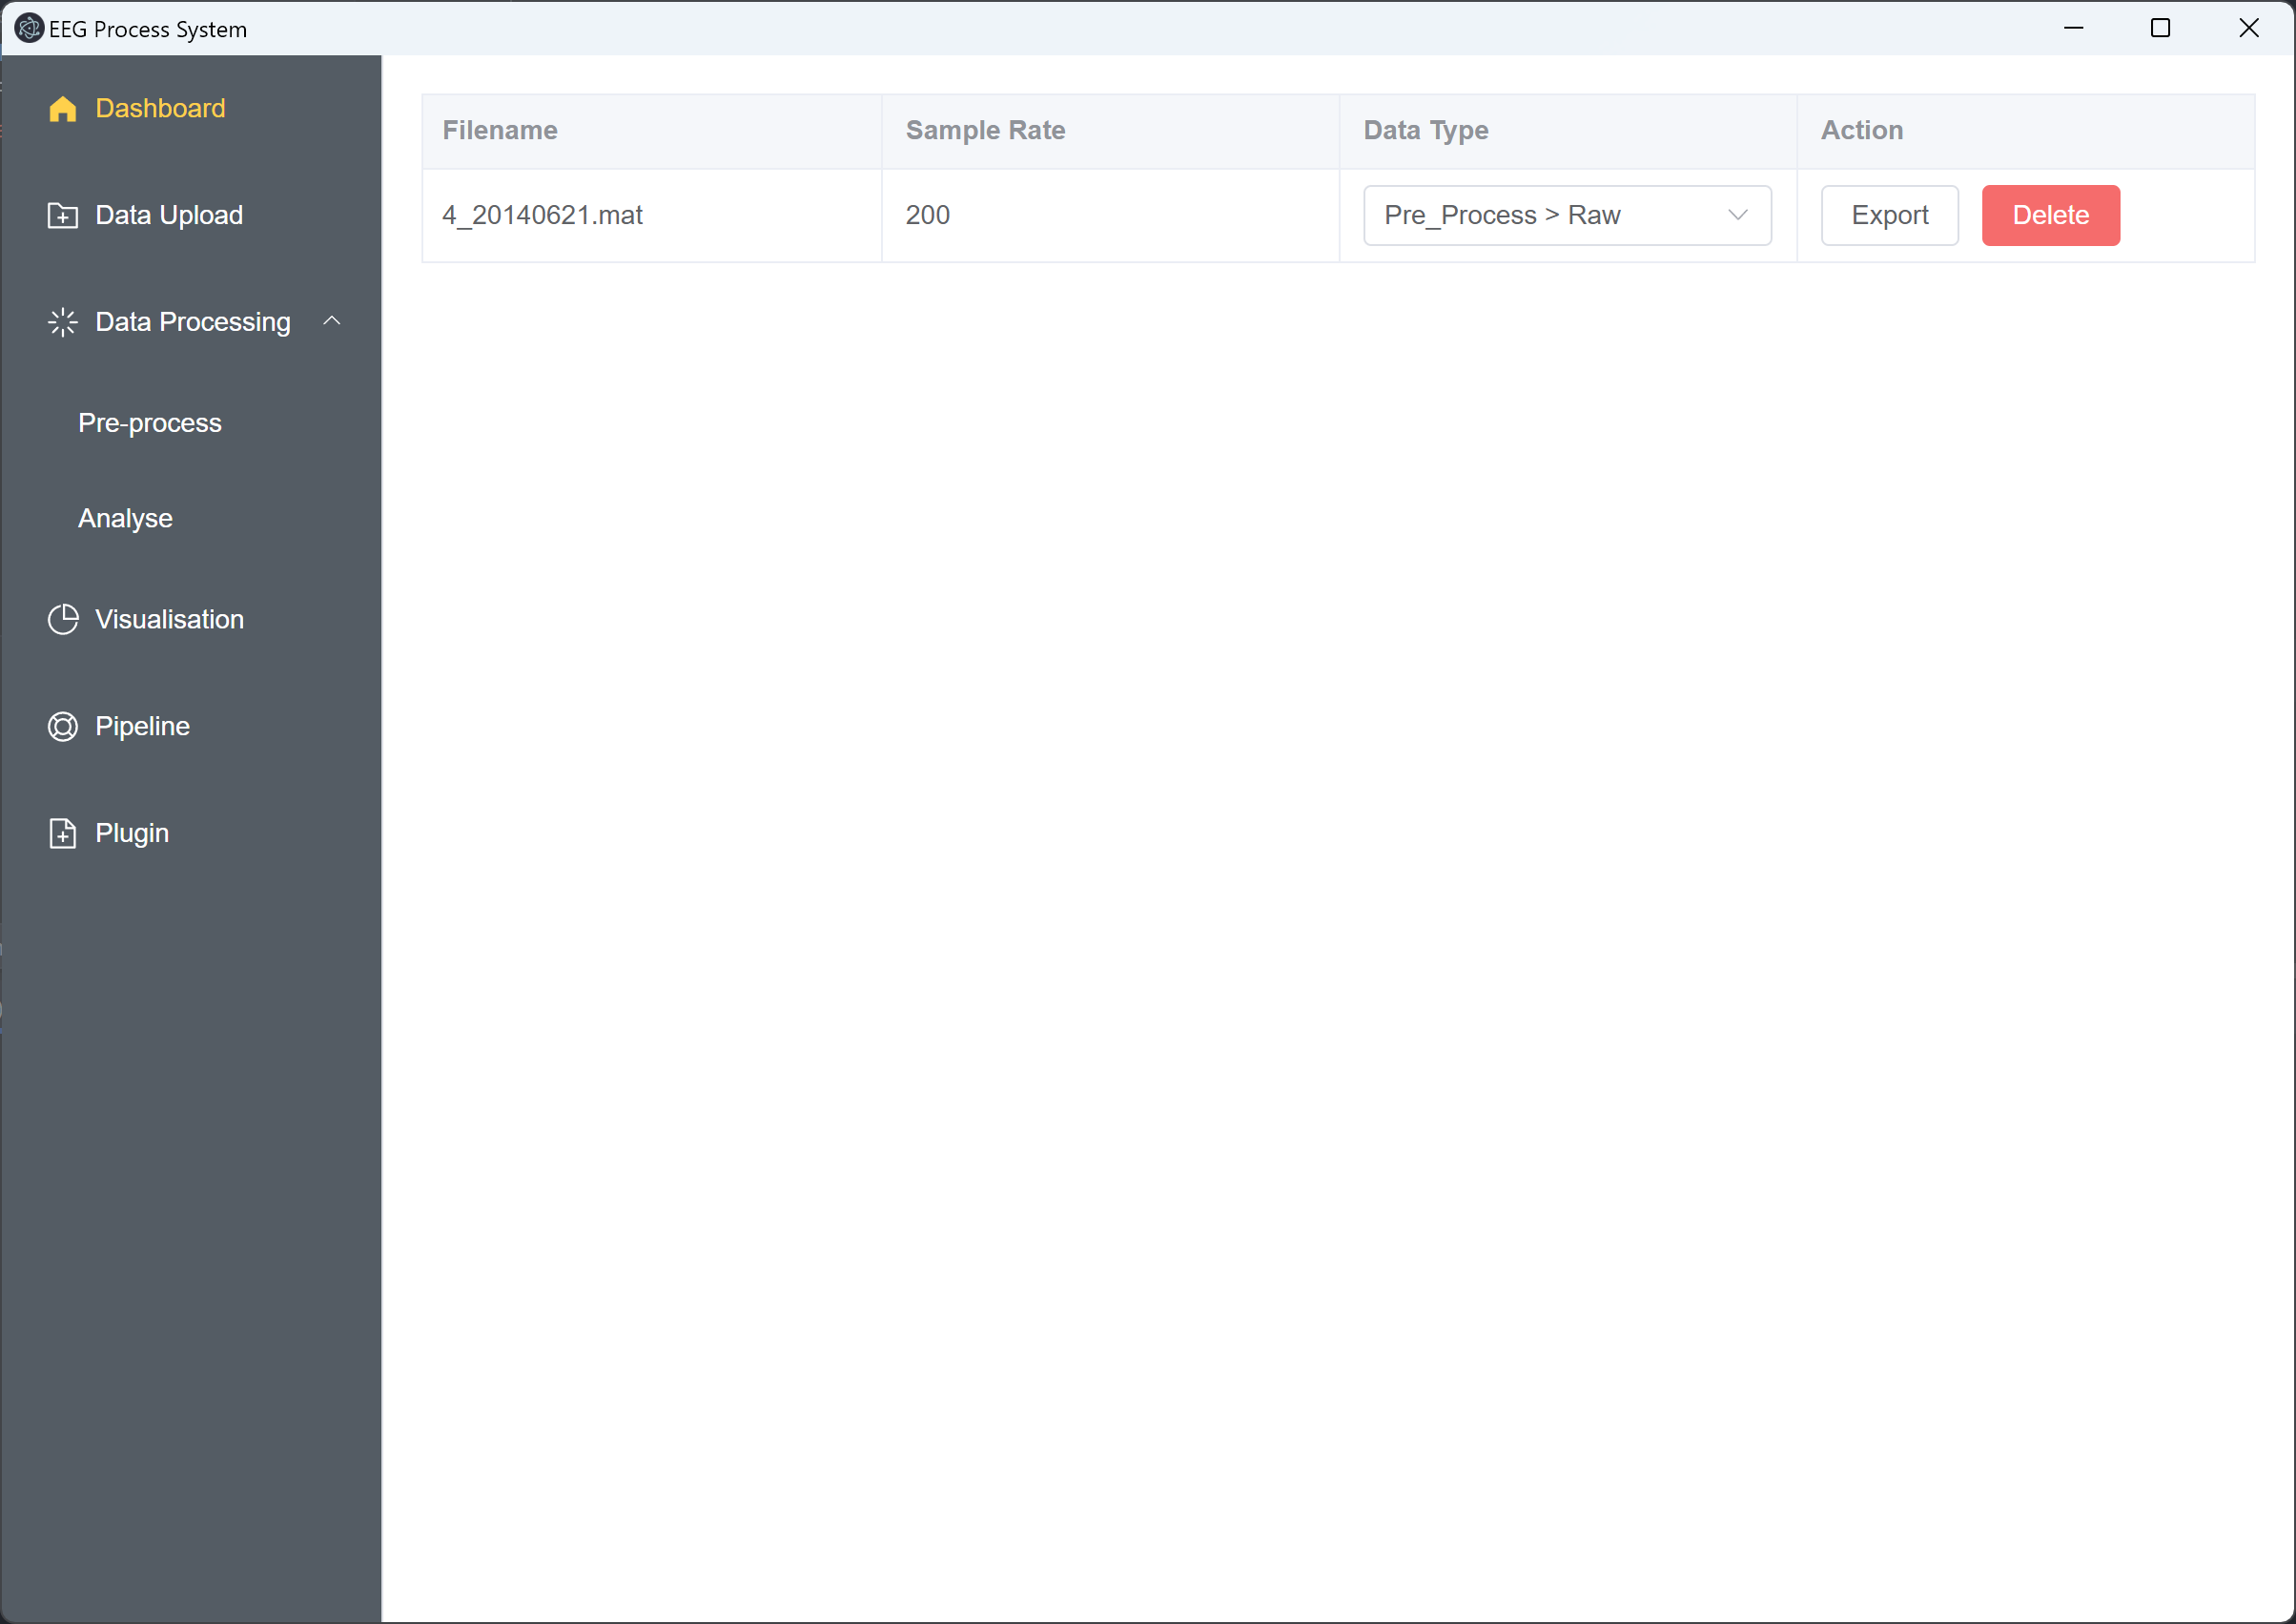 EEG Process System
Dashboard
Data Upload
Data Processing
Pre-process
Analyse
Visualisation
Pipeline
Plugin
Filename Sample Rate Data Type Action
4_20140621.mat 200 Pre_Process > Raw Export Delete